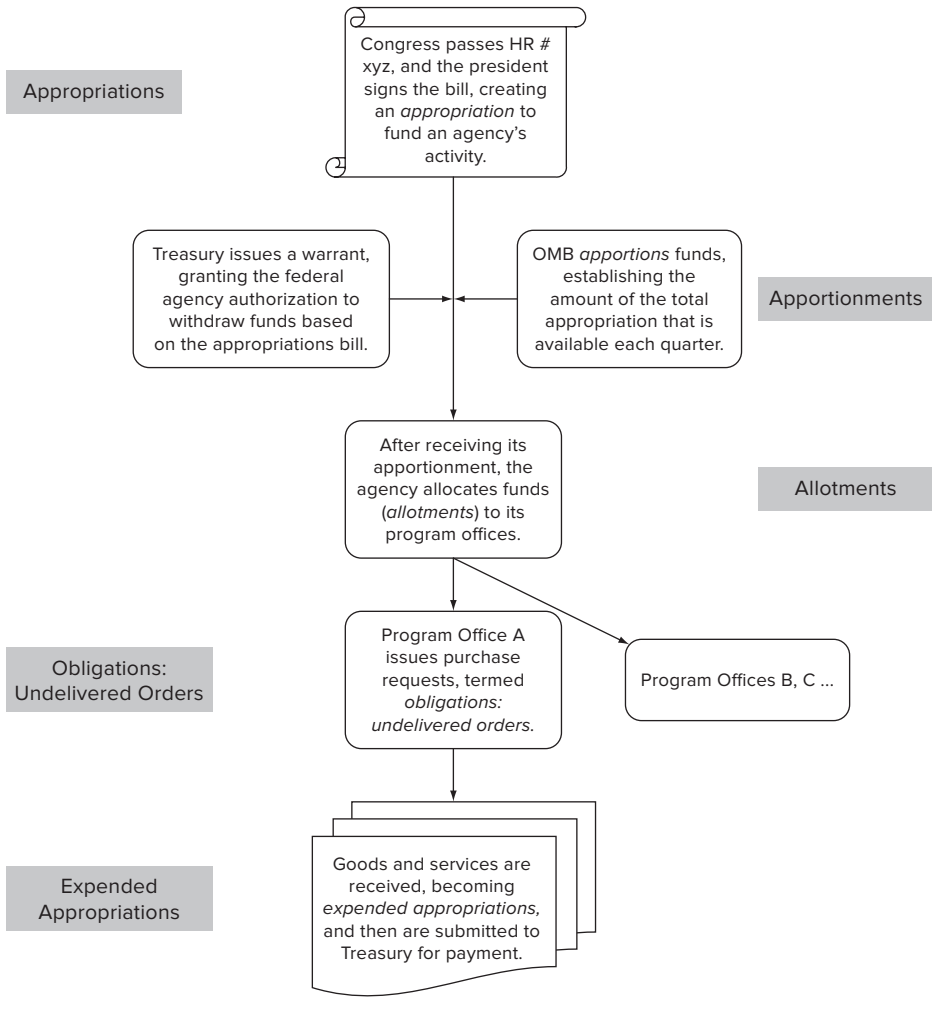 Appropriations
Congress passes HR #
xyz, and the president
signs the bill, creating
an appropriation to
fund an agency’s
activity.
Treasury issues a warrant,
granting the federal
agency authorization to
withdraw funds based
on the appropriations bill.
OMB apportions funds,
establishing the
amount of the total
appropriation that is
available each quarter.
Apportionments
After receiving its
apportionment, the
agency allocates funds
(allotments) to its
program offices.
Allotments
Obligations:
Undelivered Orders
Program Office A
issues purchase
requests, termed
obligations:
undelivered orders.
Program Offices B, C ...
Expended
Appropriations
Goods and services are
received, becoming
expended appropriations,
and then are submitted to
Treasury for payment.